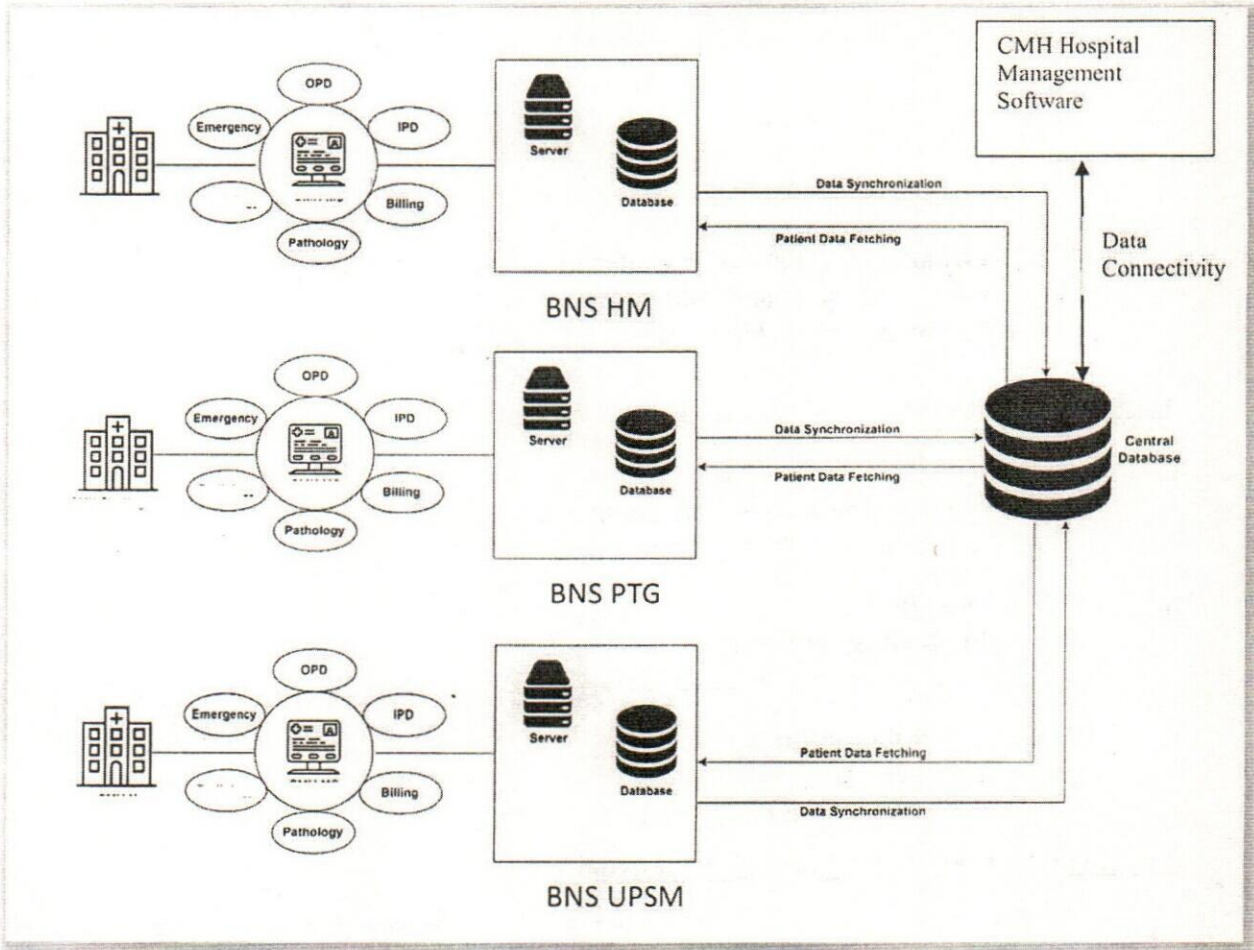 CMH Hospital
Management
Software
Data
Connectivity
OPD
Emergency
IPD
Billing
Pathology
Server
Database
Data Synchronization
Patient Data Fetching
BNS HM
OPD
Emergency
IPD
Billing
Pathology
Server
Database
Data Synchronization
Patient Data Fetching
Central
Database
BNS PTG
OPD
Emergency
IPD
Billing
Pathology
Server
Database
Patient Data Fetching
Data Synchronization
BNS UPSM